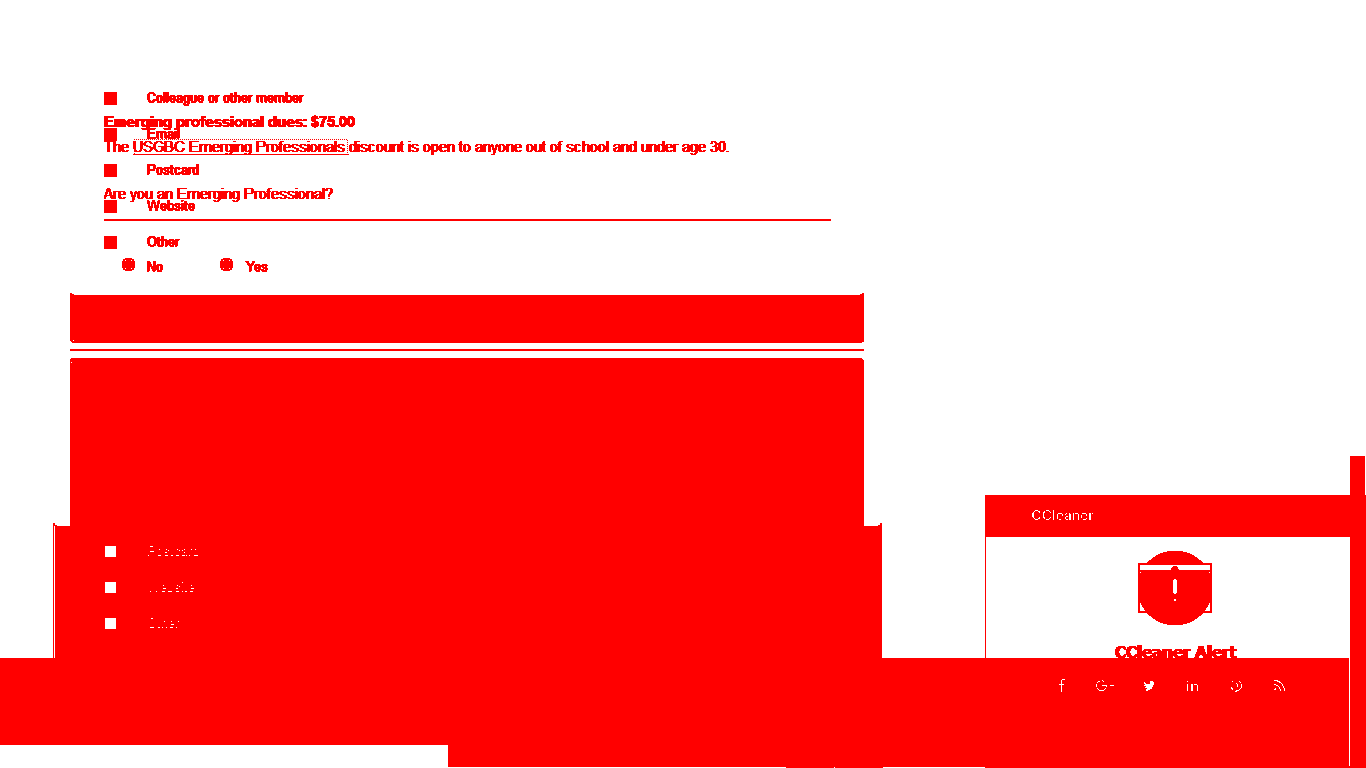 Colleague or other member
Emerging professional dues: $75.00
Email
The USGBC Emerging Professionals discount is open to anyone out of school and under age 30.
Postcard
Are you an Emerging Professional?
Website
Other
No Yes
CCleaner
Postcard
Website
Other
CCleaner Alert